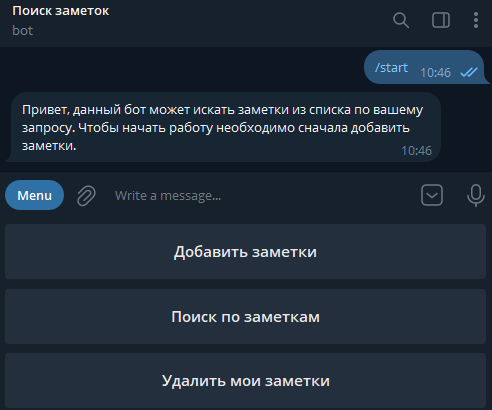 Поиск заметок
bot
/start 10:46
Привет, данный бот может искать заметки из списка по вашему
запросу. Чтобы начать работу необходимо сначала добавить
заметки.
10:46
Menu Write a message...
Добавить заметки
Поиск по заметкам
Удалить мои заметки